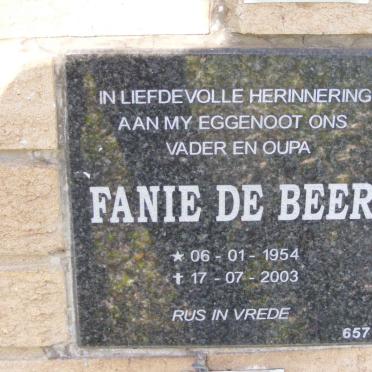 IN LIEFDEVOLLE HERINNERING
AAN MY EGGENOOT ONS
VADER EN OUPA
FANIE DE BEER
★ 06 - 01 - 1954
✝ 17 - 07 - 2003
RUS IN VREDE
657